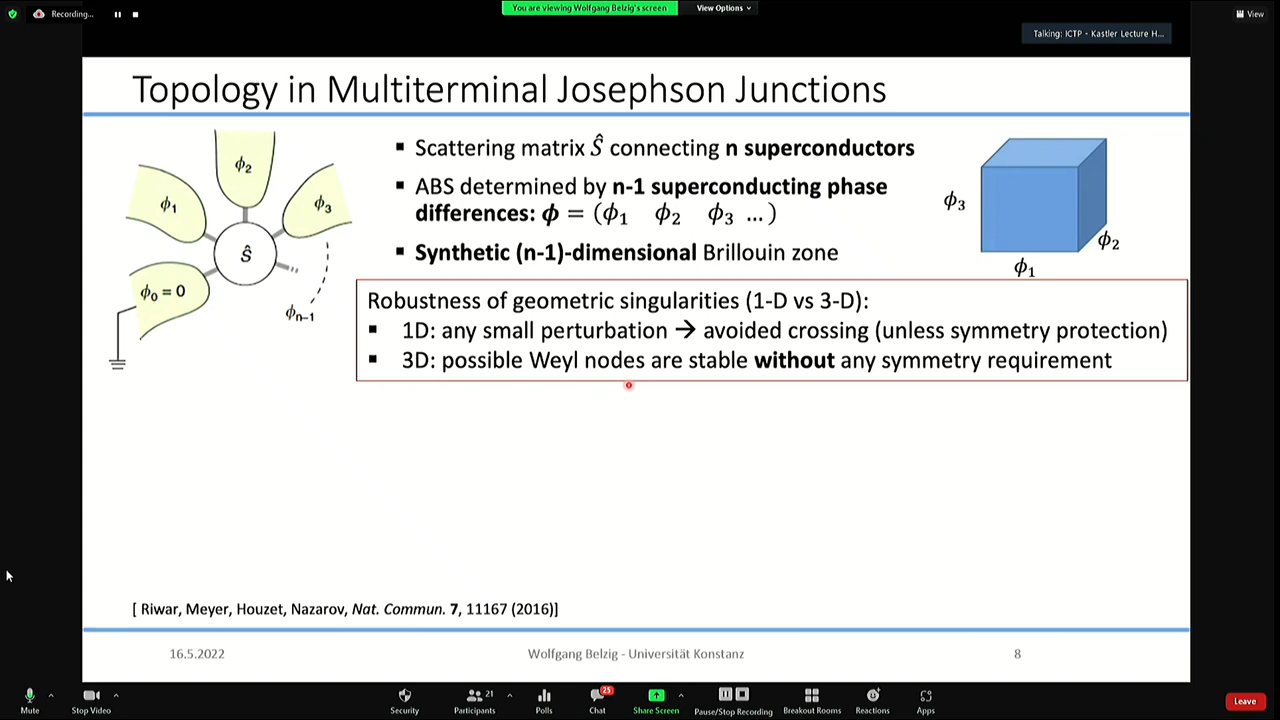 Recording...
You are viewing Wolfgang Belzig's screen
View Options
View
Talking: ICTP - Kastler Lecture H...
Topology in Multiterminal Josephson Junctions
ϕ2
ϕ1
ϕ3
Ŝ
ϕ0 = 0
ϕn−1
▪ Scattering matrix Ŝ connecting n superconductors
▪ ABS determined by n-1 superconducting phase
differences: ϕ = (ϕ1 ϕ2 ϕ3 ...)
▪ Synthetic (n-1)-dimensional Brillouin zone
ϕ3
ϕ2
ϕ1
Robustness of geometric singularities (1-D vs 3-D):
▪ 1D: any small perturbation → avoided crossing (unless symmetry protection)
▪ 3D: possible Weyl nodes are stable without any symmetry requirement
[ Riwar, Meyer, Houzet, Nazarov, Nat. Commun. 7, 11167 (2016)]
16.5.2022
Wolfgang Belzig - Universität Konstanz
8
Mute
Stop Video
Security
Participants
21
Polls
Chat
25
Share Screen
Pause/Stop Recording
Breakout Rooms
Reactions
Apps
Leave